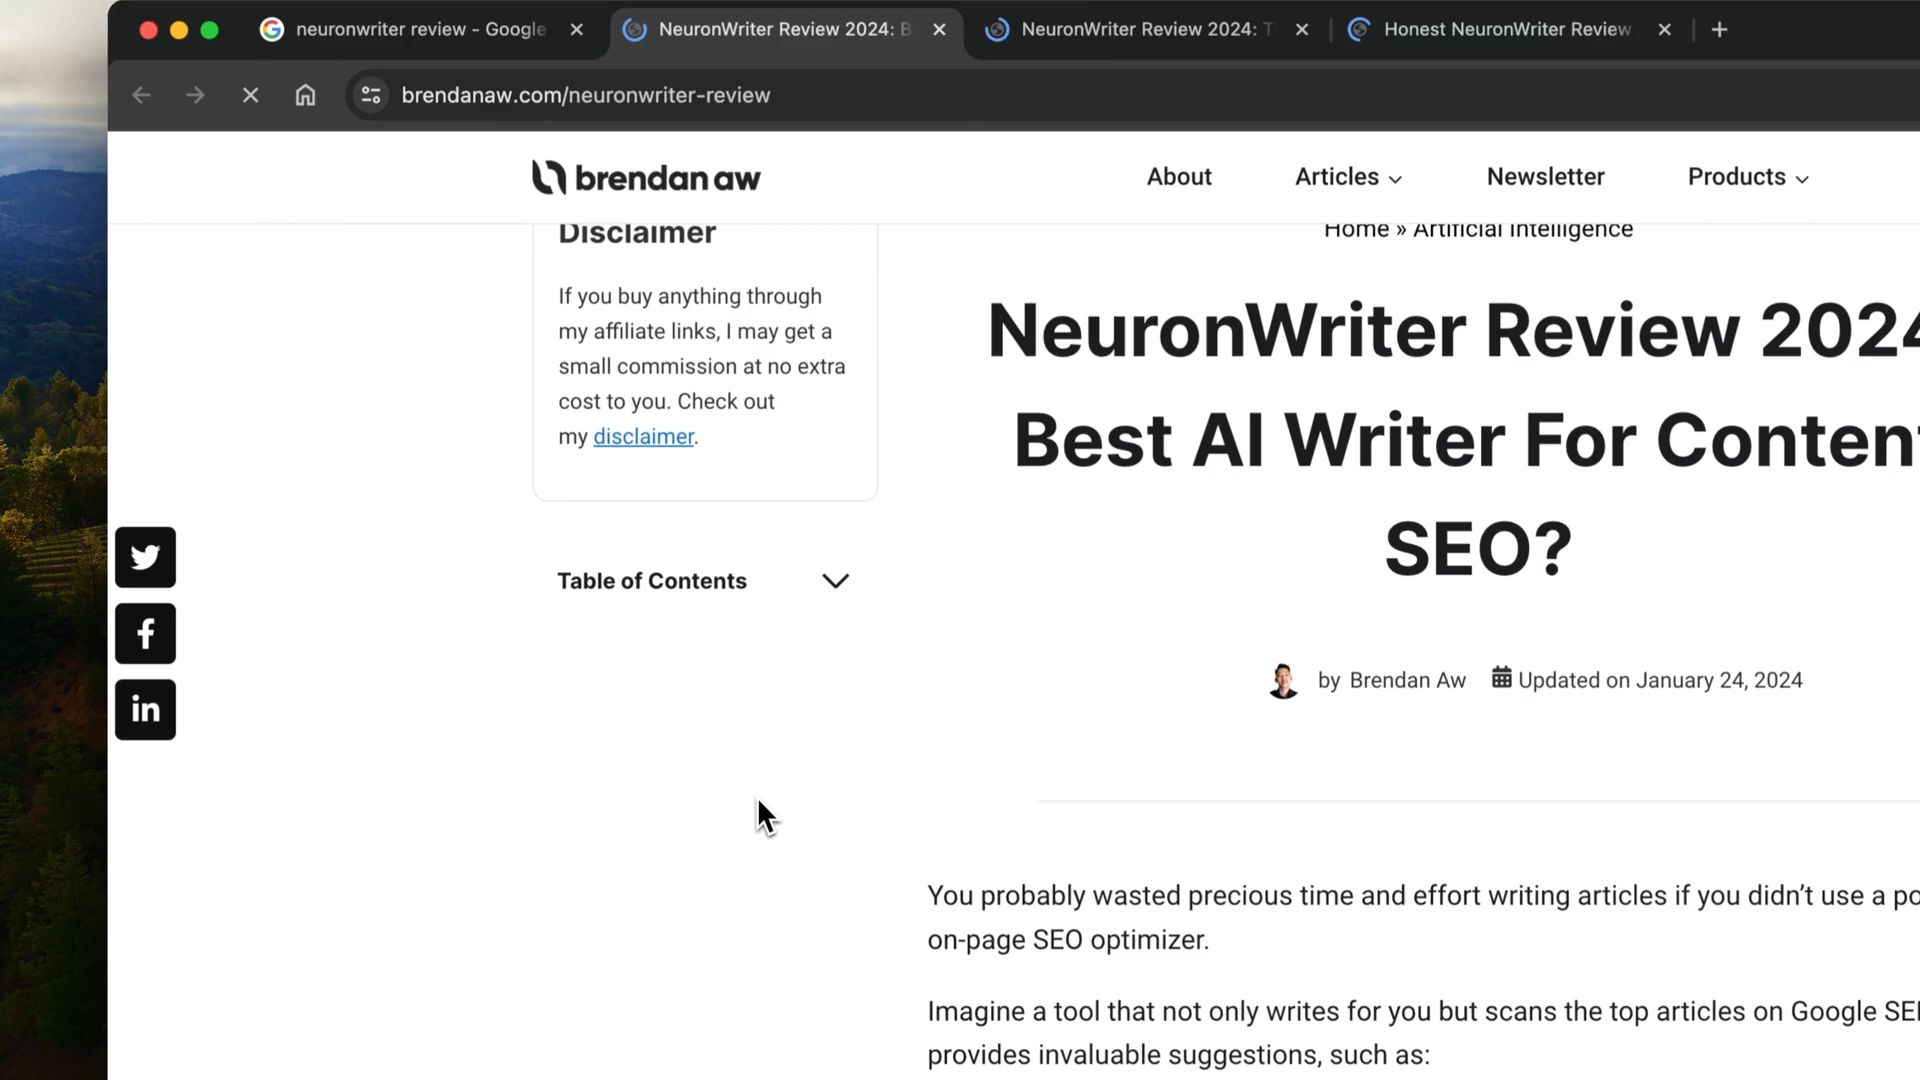 neuronwriter review - Google
NeuronWriter Review 2024: B
NeuronWriter Review 2024: T
Honest NeuronWriter Review
brendanaw.com/neuronwriter-review
brendan aw
About
Articles
Newsletter
Products
Disclaimer
If you buy anything through
my affiliate links, I may get a
small commission at no extra
cost to you. Check out
my disclaimer.
Table of Contents
Home » Artificial Intelligence
NeuronWriter Review 2024
Best AI Writer For Content
SEO?
by Brendan Aw Updated on January 24, 2024
You probably wasted precious time and effort writing articles if you didn’t use a po
on-page SEO optimizer.
Imagine a tool that not only writes for you but scans the top articles on Google SE
provides invaluable suggestions, such as: